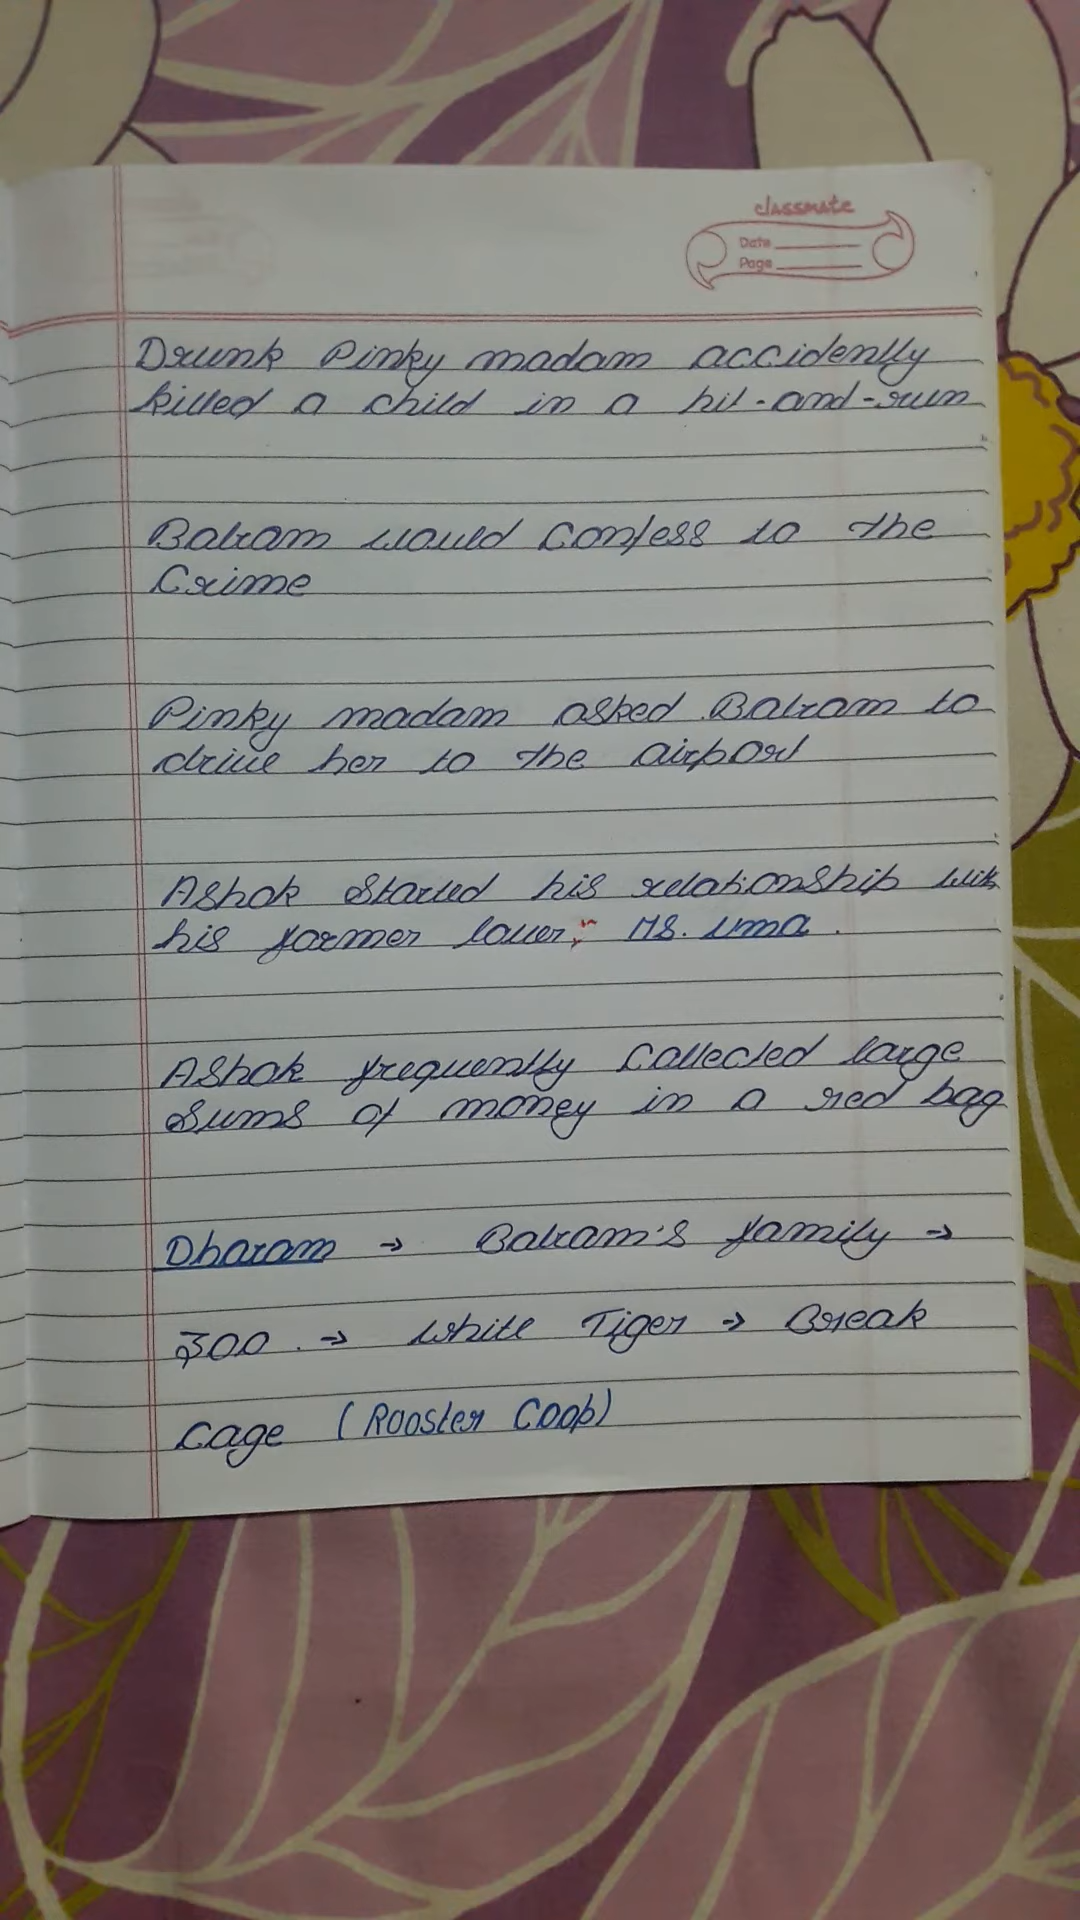 classmate
Date
Page
Drunk Pinky madam accidently
killed a child in a hit-and-run
Balram would confess to the
Crime
Pinky madam asked Balram to
drive her to the airport
Ashok started his relationship with
his former lover; Ms. Uma.
Ashok frequently collected large
sums of money in a red bag
Dharam → Balram's family →
Zoo → White Tiger → Break
Cage (Rooster Coop)